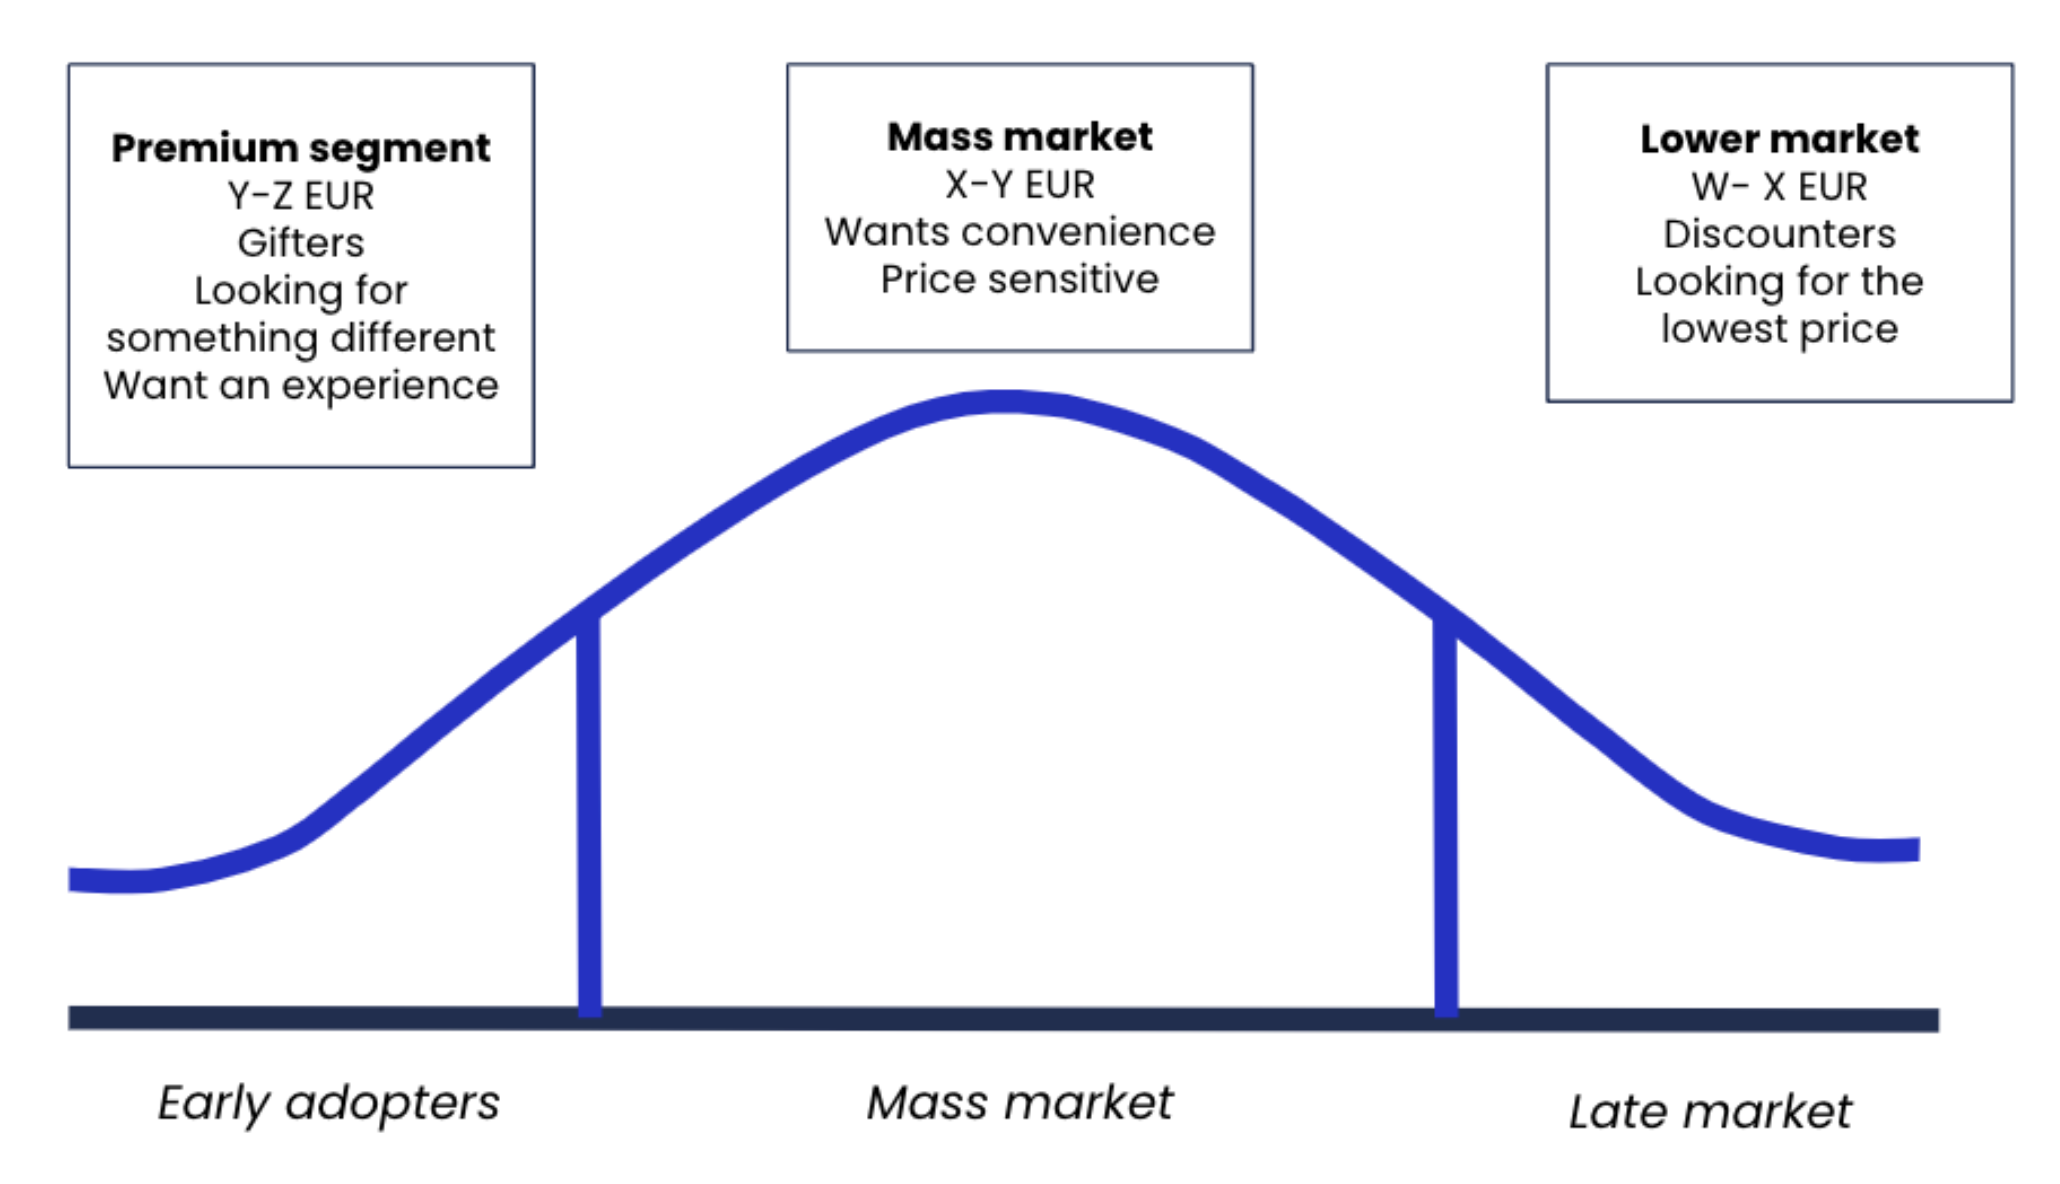 Premium segment
Y-Z EUR
Gifters
Looking for
something different
Want an experience
Mass market
X-Y EUR
Wants convenience
Price sensitive
Lower market
W- X EUR
Discounters
Looking for the
lowest price
Early adopters
Mass market
Late market